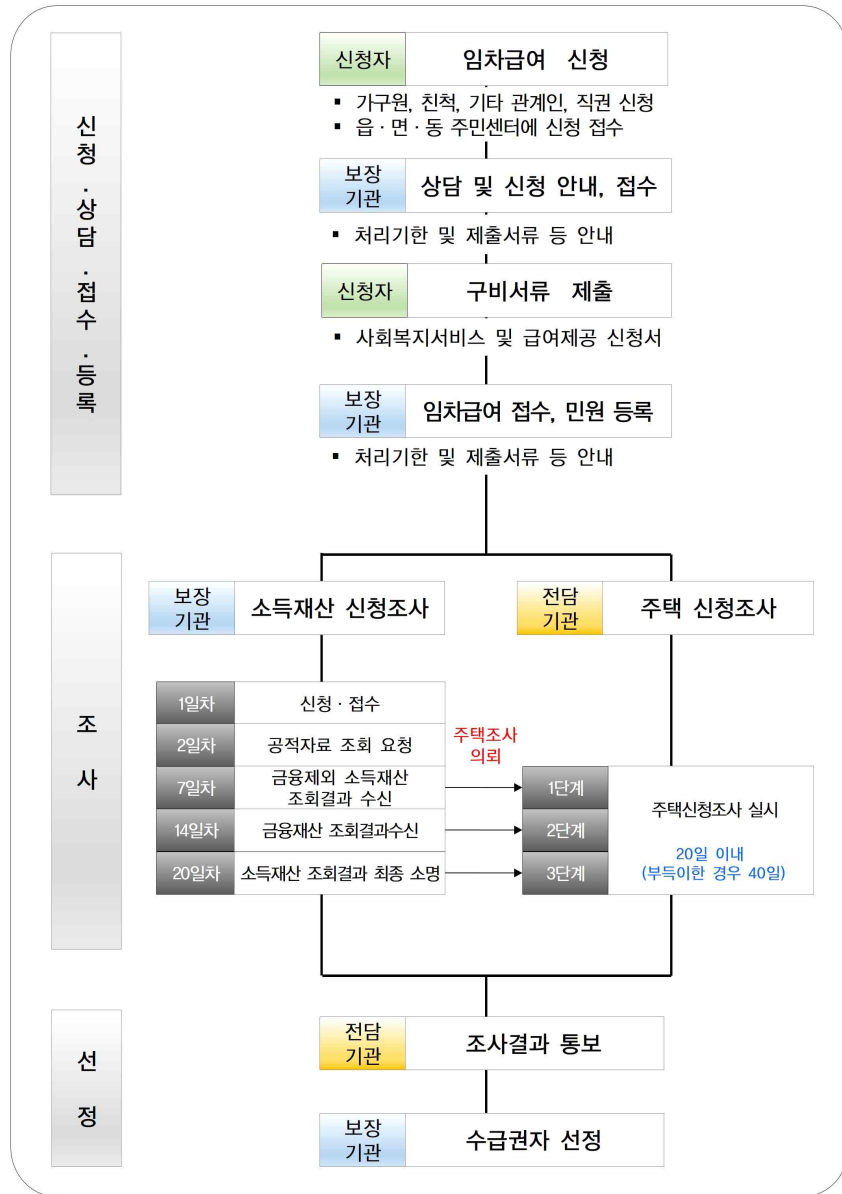 신청·상담·접수·등록
신청자 임차급여 신청
▪ 가구원, 친척, 기타 관계인, 직권 신청
▪ 읍·면·동 주민센터에 신청 접수
보장
기관
상담 및 신청 안내, 접수
▪ 처리기한 및 제출서류 등 안내
신청자 구비서류 제출
▪ 사회복지서비스 및 급여제공 신청서
보장
기관
임차급여 접수, 민원 등록
▪ 처리기한 및 제출서류 등 안내
조사
보장
기관
소득재산 신청조사
전담
기관
주택 신청조사
1일차 신청·접수
2일차 공적자료 조회 요청
7일차
금융제외 소득재산
조회결과 수신
14일차 금융재산 조회결과수신
20일차 소득재산 조회결과 최종 소명
주택조사
의뢰
1단계
2단계
3단계
주택신청조사 실시
20일 이내
(부득이한 경우 40일)
선정
전담
기관
조사결과 통보
보장
기관
수급권자 선정